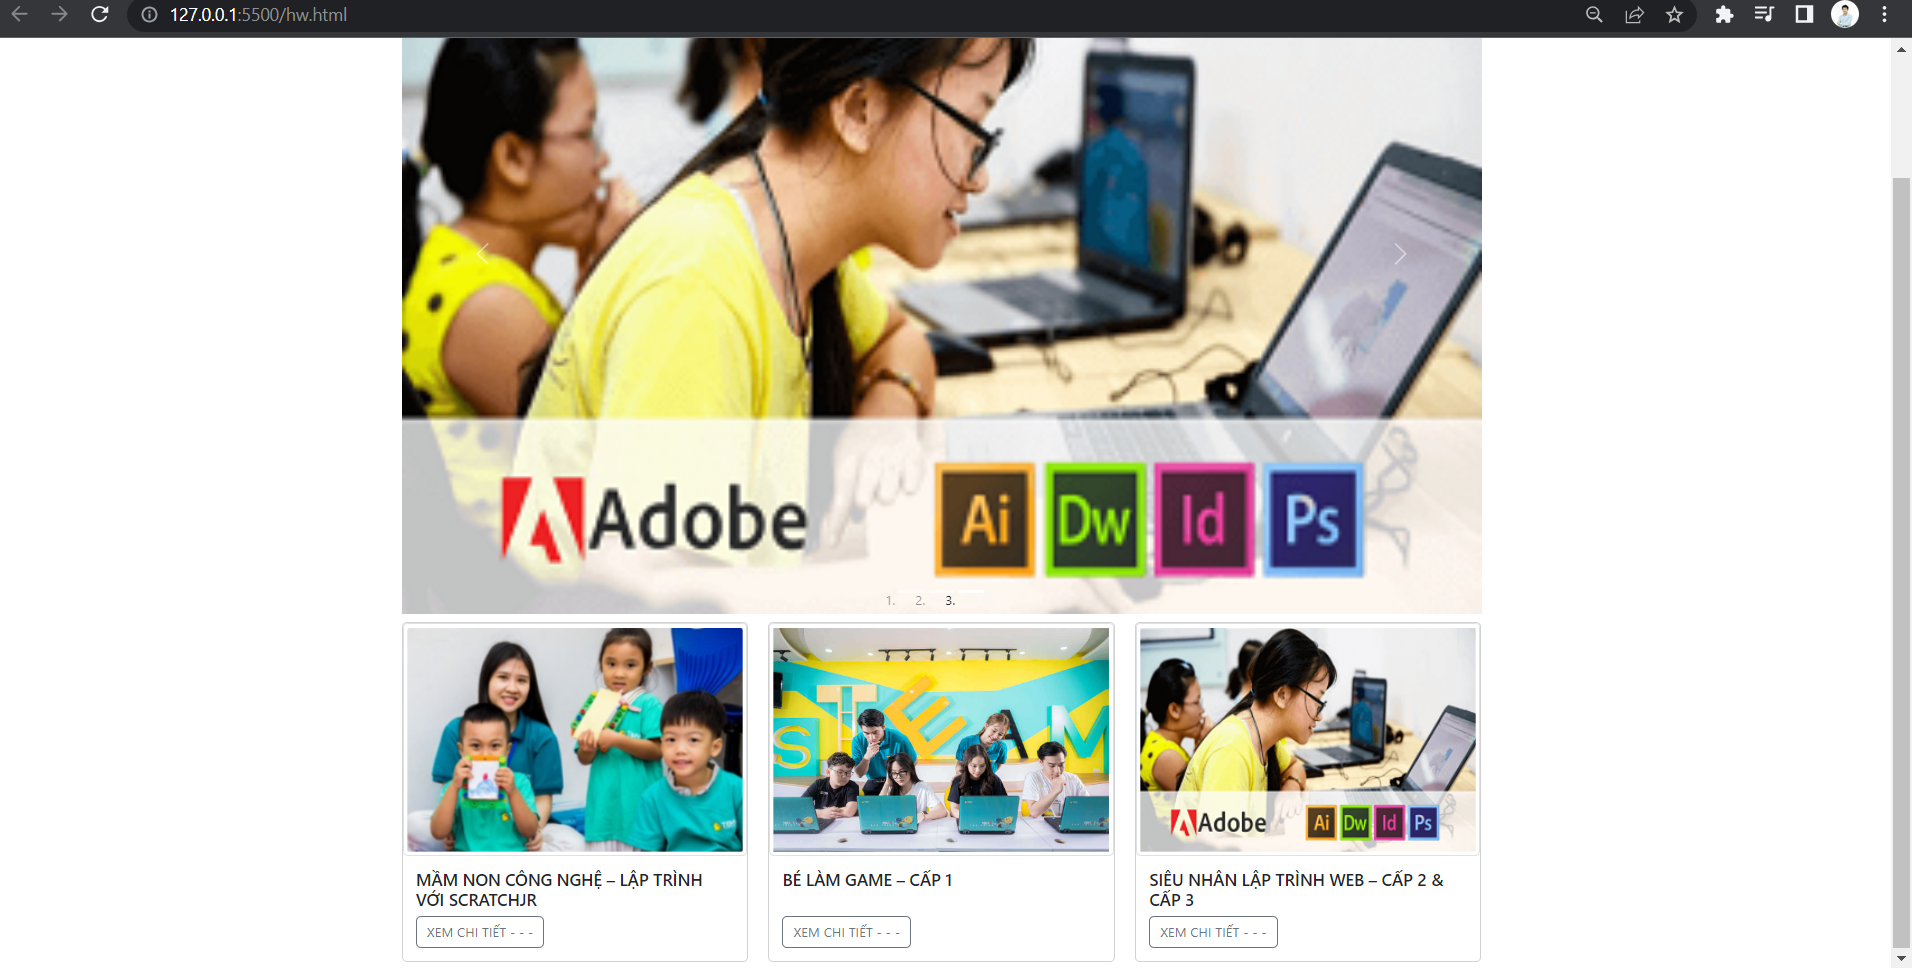 127.0.0.1:5500/hw.html
Adobe Ai Dw Id Ps
1. 2. 3.
STEAM
Adobe Ai Dw Id Ps
MẦM NON CÔNG NGHỆ – LẬP TRÌNH
VỚI SCRATCHJR
XEM CHI TIẾT - - -
BÉ LÀM GAME – CẤP 1
XEM CHI TIẾT - - -
SIÊU NHÂN LẬP TRÌNH WEB – CẤP 2 &
CẤP 3
XEM CHI TIẾT - - -